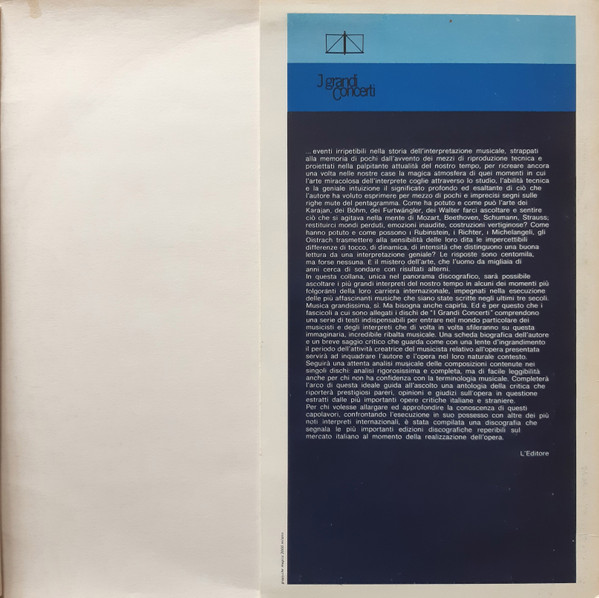 I grandi
Concerti
... eventi irripetibili nella storia dell'interpretazione musicale, strappati
alla memoria di pochi dall'avvento dei mezzi di riproduzione tecnica e
proiettati nella palpitante attualità del nostro tempo, per ricreare ancora
una volta nelle nostre case la magica atmosfera di quei momenti in cui
l'arte miracolosa dell'interprete coglie attraverso lo studio, l'abilità tecnica
e la geniale intuizione il significato profondo ed esaltante di ciò che
l'autore ha voluto esprimere per mezzo di pochi e imprecisi segni sulle
righe mute del pentagramma. Come ha potuto e come può l'arte dei
Karajan, dei Böhm, dei Furtwängler, dei Walter farci ascoltare e sentire
ciò che si agitava nella mente di Mozart, Beethoven, Schumann, Strauss;
restituirci mondi perduti, emozioni inaudite, costruzioni vertiginose? Come
hanno potuto e come possono i Rubinstein, i Richter, i Michelangeli, gli
Oistrach trasmettere alla sensibilità delle loro dita le impercettibili
differenze di tocco, di dinamica, di intensità che distinguono una buona
lettura da una interpretazione geniale? Le risposte sono centomila,
ma forse nessuna. È il mistero dell'arte, che l'uomo da migliaia di
anni cerca di sondare con risultati alterni.
In questa collana, unica nel panorama discografico, sarà possibile
ascoltare i più grandi interpreti del nostro tempo in alcuni dei momenti più
folgoranti della loro carriera internazionale, impegnati nella esecuzione
delle più affascinanti musiche che siano state scritte negli ultimi tre secoli.
Musica grandissima, sì. Ma bisogna anche capirla. Ed è per questo che i
fascicoli a cui sono allegati i dischi de "I Grandi Concerti" comprendono
una serie di testi indispensabili per entrare nel mondo particolare dei
musicisti e degli interpreti che di volta in volta sfileranno su questa
immaginaria, incredibile ribalta musicale. Una scheda biografica dell'autore
e un breve saggio critico che guarda come con una lente d'ingrandimento
il periodo dell'attività creatrice del musicista relativo all'opera presentata
servirà ad inquadrare l'autore e l'opera nel loro naturale contesto.
Seguirà una attenta analisi musicale delle composizioni contenute nei
singoli dischi: analisi rigorosissima e completa, ma di facile leggibilità
anche per chi non ha confidenza con la terminologia musicale. Completerà
l'arco di questa ideale guida all'ascolto una antologia della critica che
riporterà prestigiosi pareri, opinioni e giudizi sull'opera in questione
estratti dalle più importanti opere critiche italiane e straniere.
Per chi volesse allargare ed approfondire la conoscenza di questi
capolavori, confrontando l'esecuzione in suo possesso con altre dei più
noti interpreti internazionali, è stata compilata una discografia che
segnala le più importanti edizioni discografiche reperibili sul
mercato italiano al momento della realizzazione dell'opera.
L'Editore